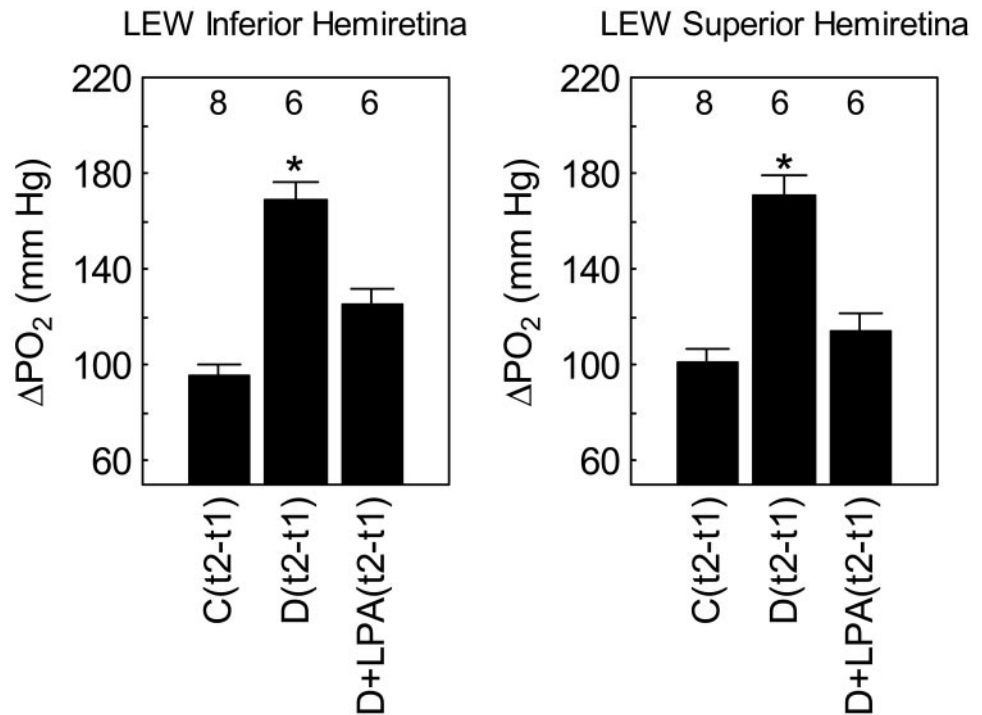 LEW Inferior Hemiretina
220
180
140
100
60
ΔPO₂ (mm Hg)
8 6 6
*
C(t2-t1)
D(t2-t1)
D+LPA(t2-t1)
LEW Superior Hemiretina
220
180
140
100
60
ΔPO₂ (mm Hg)
8 6 6
*
C(t2-t1)
D(t2-t1)
D+LPA(t2-t1)